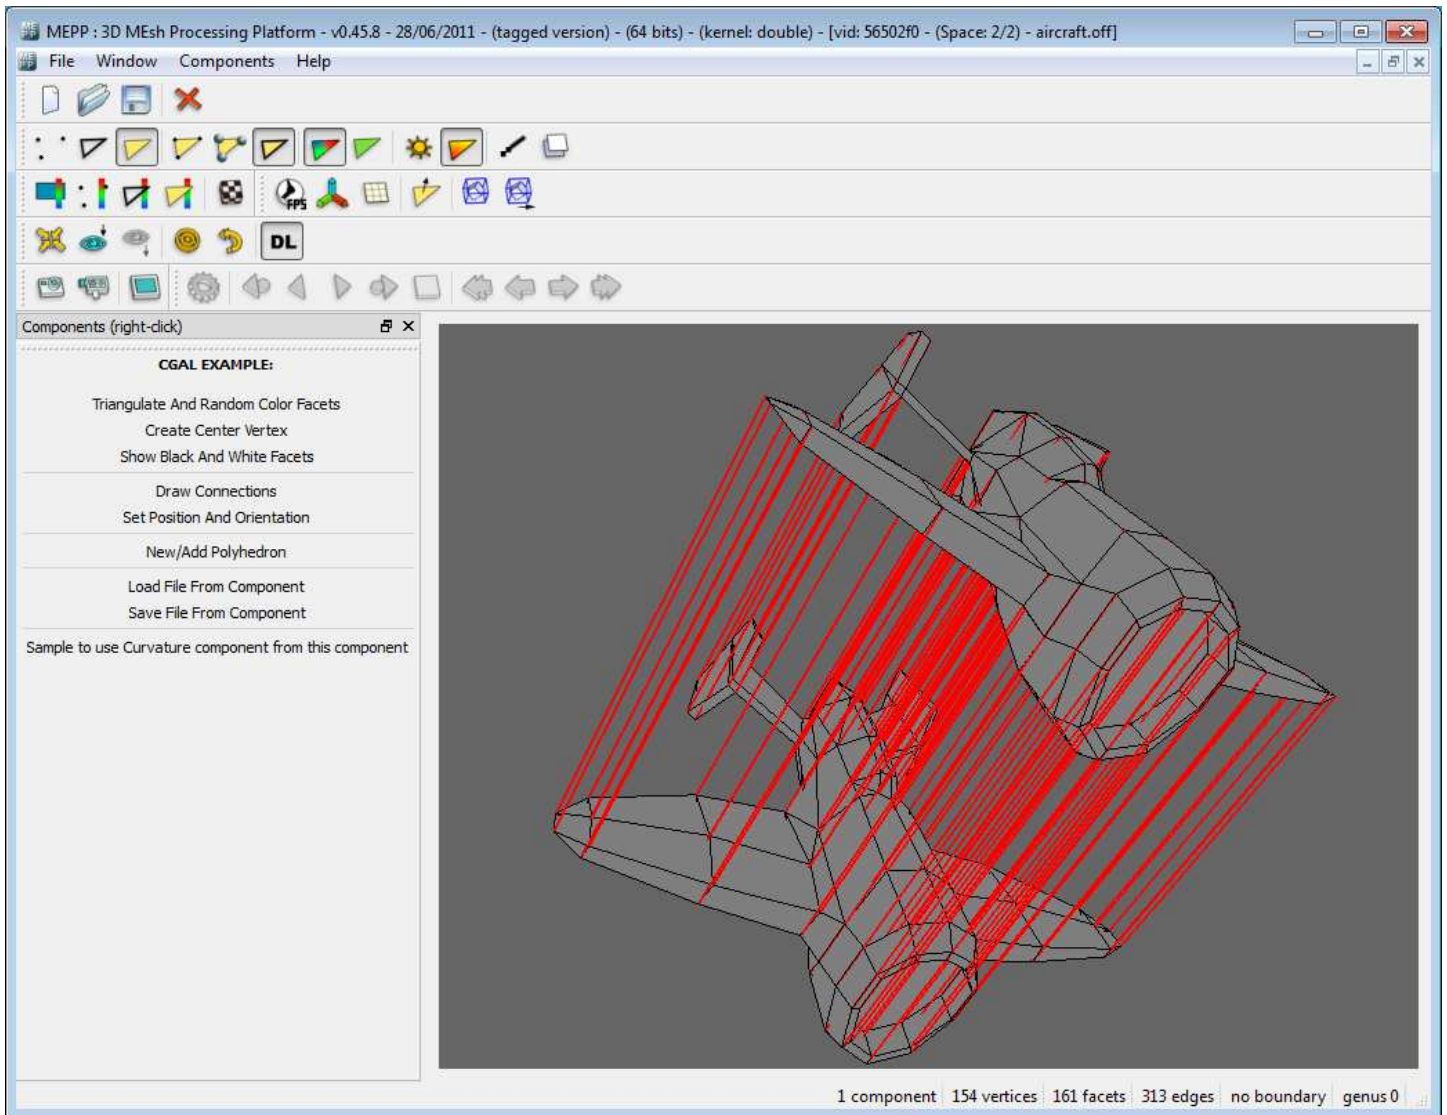 MEPP : 3D MEsh Processing Platform - v0.45.8 - 28/06/2011 - (tagged version) - (64 bits) - (kernel: double) - [vid: 56502f0 - (Space: 2/2) - aircraft.off]
File Window Components Help
FPS
DL
Components (right-click)
CGAL EXAMPLE:
Triangulate And Random Color Facets
Create Center Vertex
Show Black And White Facets
Draw Connections
Set Position And Orientation
New/Add Polyhedron
Load File From Component
Save File From Component
Sample to use Curvature component from this component
1 component 154 vertices 161 facets 313 edges no boundary genus 0